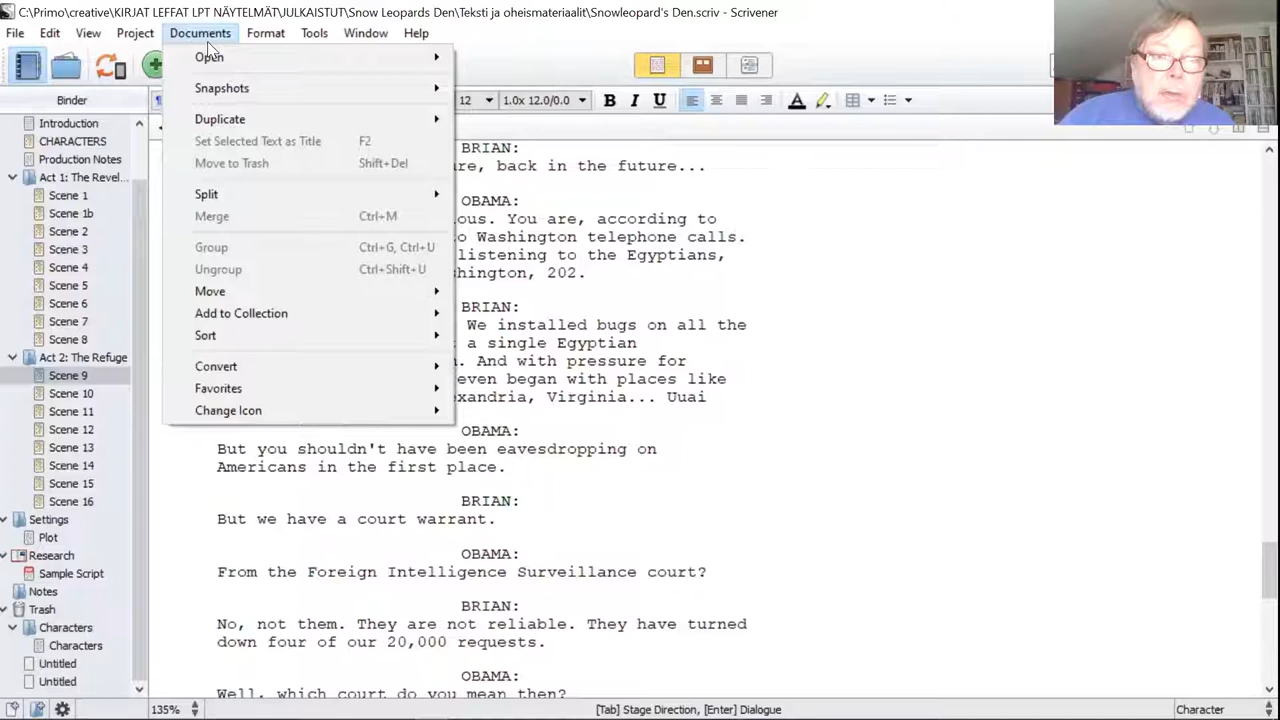 C:\Primo\creative\KIRJAT LEFFAT LPT NÄYTELMÄT\JULKAISTUT\Snow Leopards Den\Teksti ja oheismateriaalit\Snowleopard's Den.scriv - Scrivener
File Edit View Project Documents Format Tools Window Help
12 1.0x 12.0/0.0 B I U A
Binder
Introduction
CHARACTERS
Production Notes
Act 1: The Revel...
Scene 1
Scene 1b
Scene 2
Scene 3
Scene 4
Scene 5
Scene 6
Scene 7
Scene 8
Act 2: The Refuge
Scene 9
Scene 10
Scene 11
Scene 12
Scene 13
Scene 14
Scene 15
Scene 16
Settings
Plot
Research
Sample Script
Notes
Trash
Characters
Characters
Untitled
Untitled
Open
Snapshots
Duplicate
Set Selected Text as Title F2
Move to Trash Shift+Del
Split
Merge Ctrl+M
Group Ctrl+G, Ctrl+U
Ungroup Ctrl+Shift+U
Move
Add to Collection
Sort
Convert
Favorites
Change Icon
BRIAN:
back in the future...
OBAMA:
You are, according to
Washington telephone calls.
listening to the Egyptians,
202.
BRIAN:
We installed bugs on all the
a single Egyptian
And with pressure for
even began with places like
Virginia... Uuai
OBAMA:
But you shouldn't have been eavesdropping on
Americans in the first place.
BRIAN:
But we have a court warrant.
OBAMA:
From the Foreign Intelligence Surveillance court?
BRIAN:
No, not them. They are not reliable. They have turned
down four of our 20,000 requests.
OBAMA:
Well, which court do you mean then?
135% [Tab] Stage Direction, [Enter] Dialogue Character